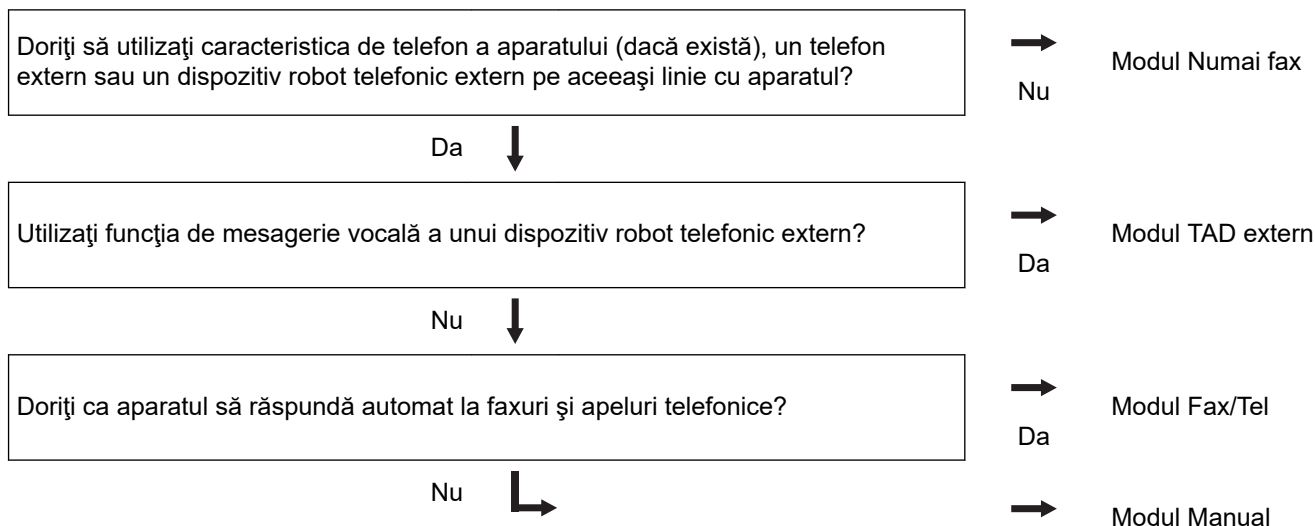 Doriţi să utilizaţi caracteristica de telefon a aparatului (dacă există), un telefon
extern sau un dispozitiv robot telefonic extern pe aceeaşi linie cu aparatul?
Nu
Modul Numai fax
Da
Utilizaţi funcţia de mesagerie vocală a unui dispozitiv robot telefonic extern?
Da
Modul TAD extern
Nu
Doriţi ca aparatul să răspundă automat la faxuri şi apeluri telefonice?
Da
Modul Fax/Tel
Nu
Modul Manual